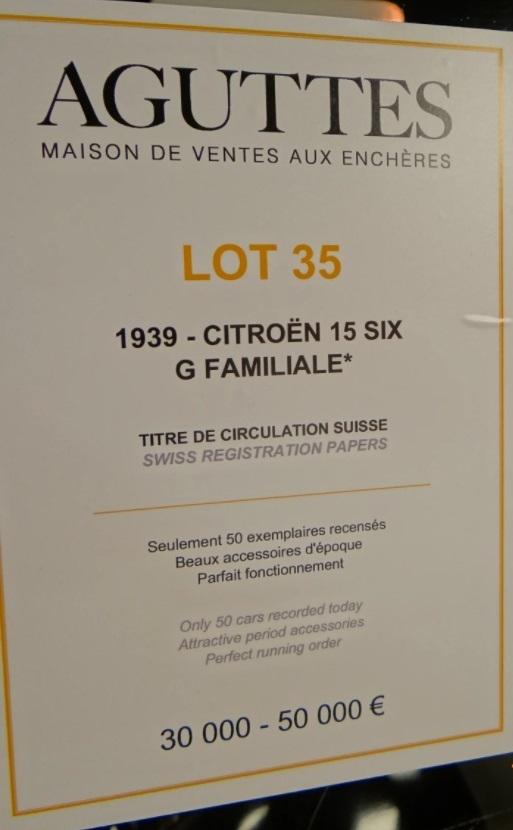 AGUTTES
MAISON DE VENTES AUX ENCHÈRES
LOT 35
1939 - CITROËN 15 SIX
G FAMILIALE*
TITRE DE CIRCULATION SUISSE
SWISS REGISTRATION PAPERS
Seulement 50 exemplaires recensés
Beaux accessoires d'époque
Parfait fonctionnement
Only 50 cars recorded today
Attractive period accessories
Perfect running order
30 000 - 50 000 €